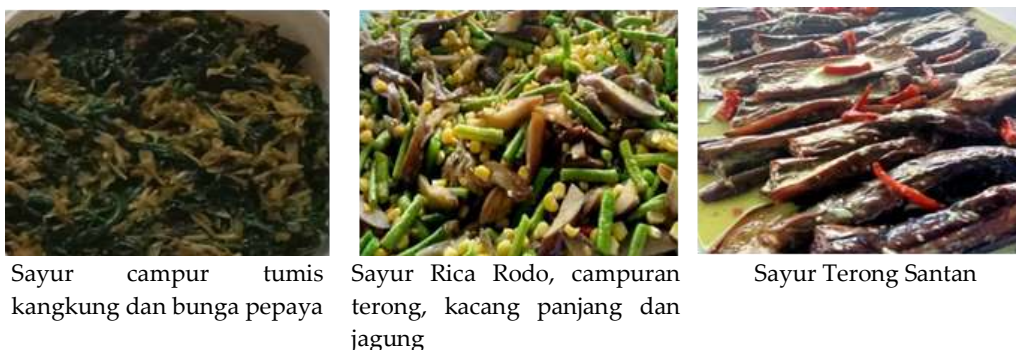 Sayur campur tumis
kangkung dan bunga pepaya
Sayur Rica Rodo, campuran
terong, kacang panjang dan
jagung
Sayur Terong Santan